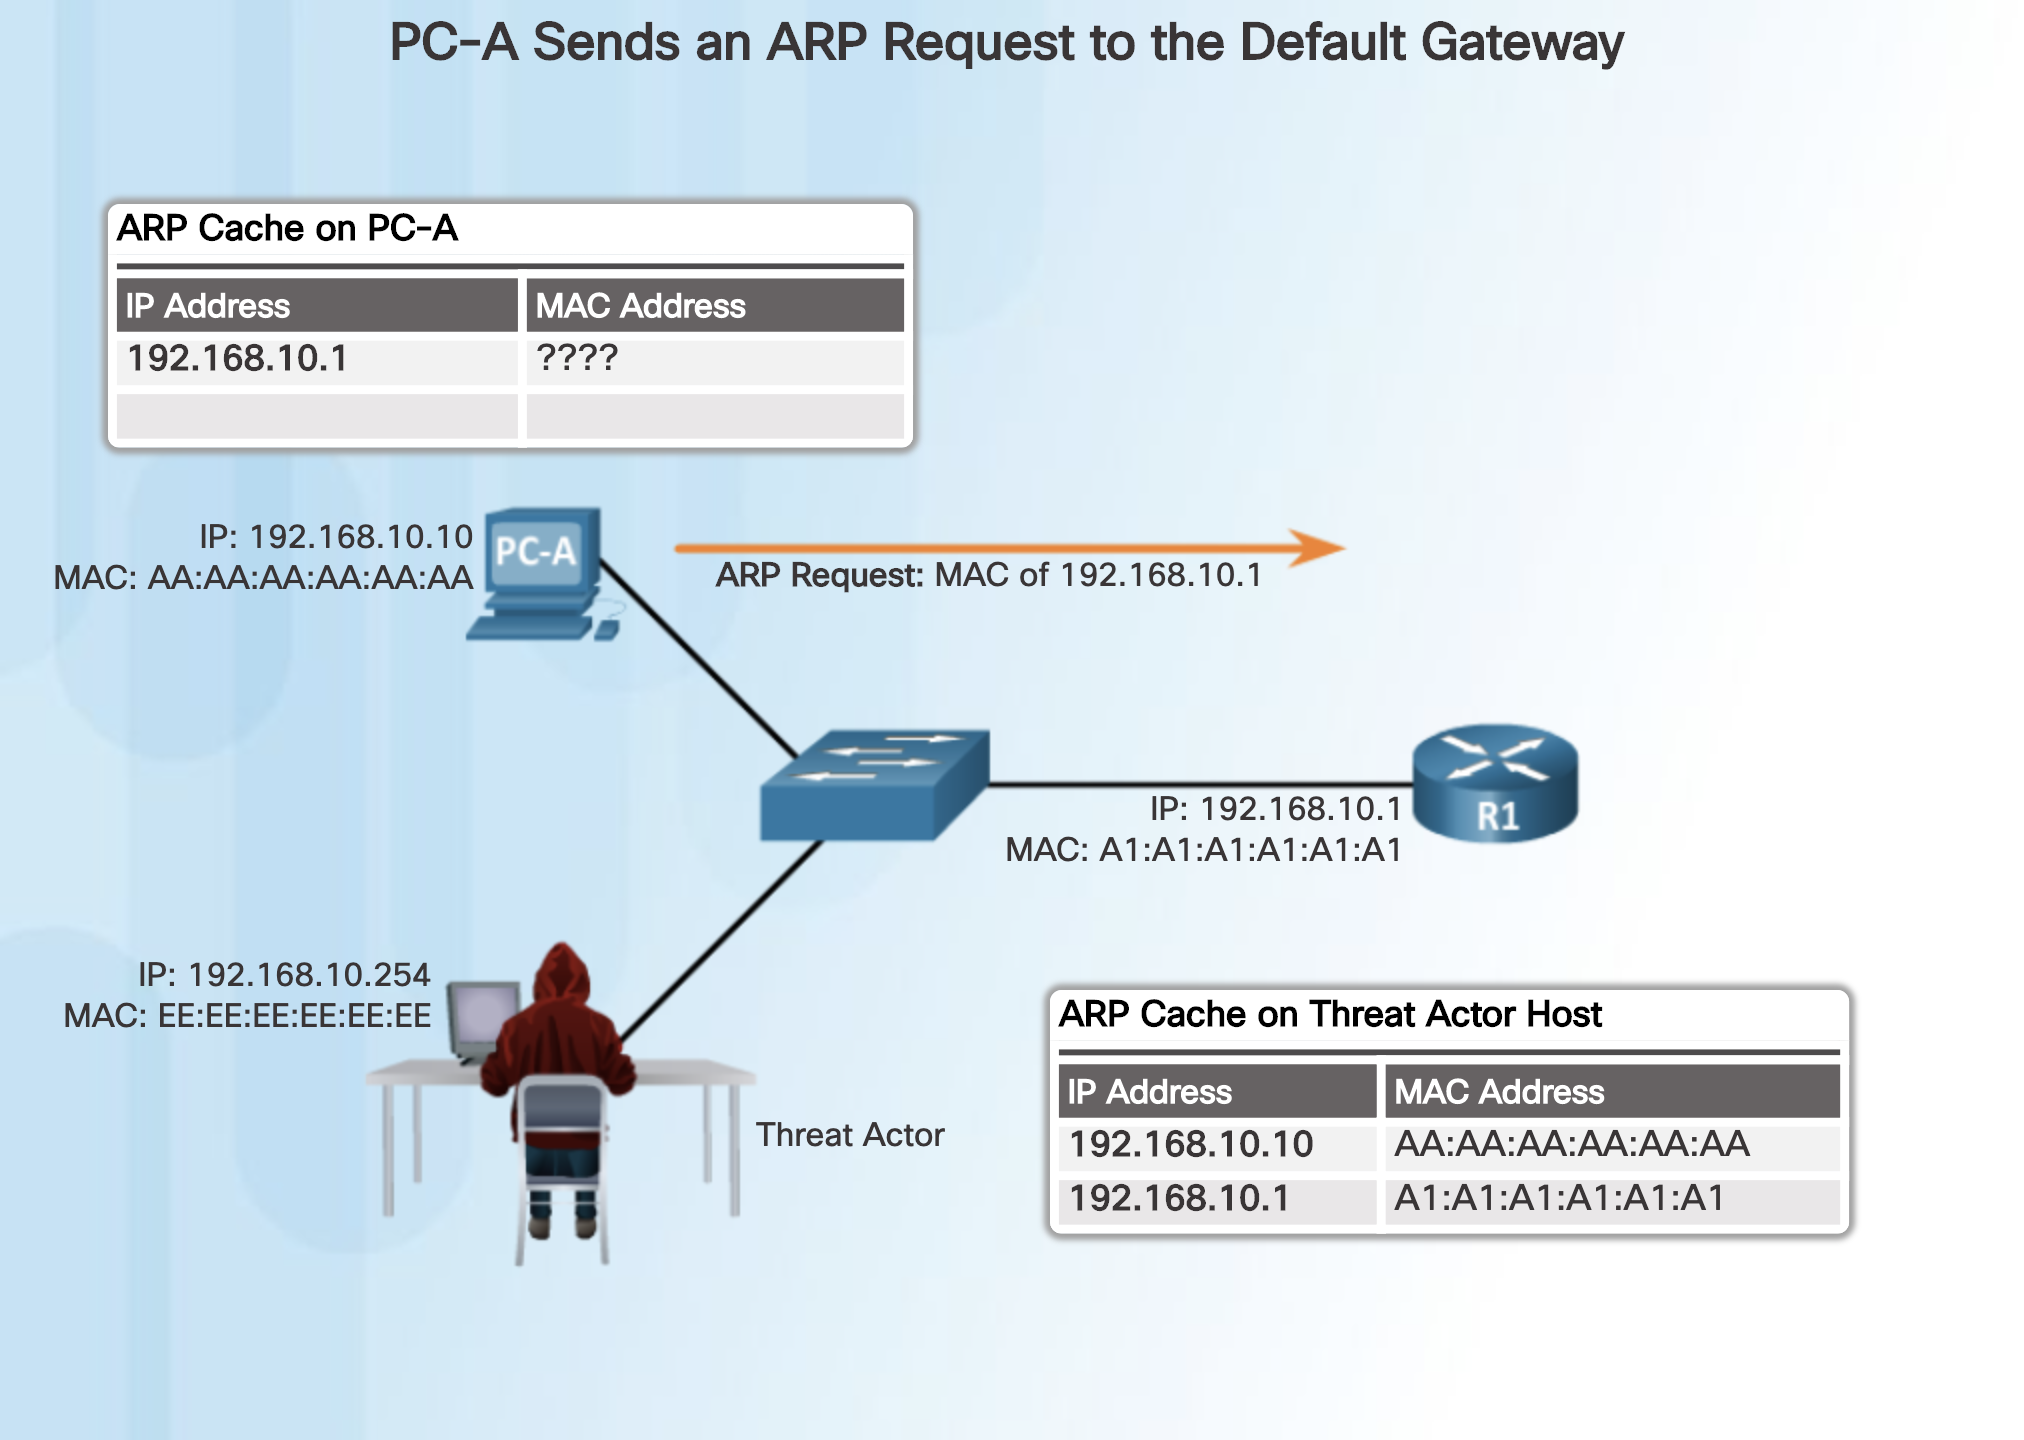 PC-A Sends an ARP Request to the Default Gateway
ARP Cache on PC-A
IP Address MAC Address
192.168.10.1 ????
IP: 192.168.10.10
MAC: AA:AA:AA:AA:AA:AA
PC-A
ARP Request: MAC of 192.168.10.1
IP: 192.168.10.1
MAC: A1:A1:A1:A1:A1:A1
R1
IP: 192.168.10.254
MAC: EE:EE:EE:EE:EE:EE
Threat Actor
ARP Cache on Threat Actor Host
IP Address MAC Address
192.168.10.10 AA:AA:AA:AA:AA:AA
192.168.10.1 A1:A1:A1:A1:A1:A1